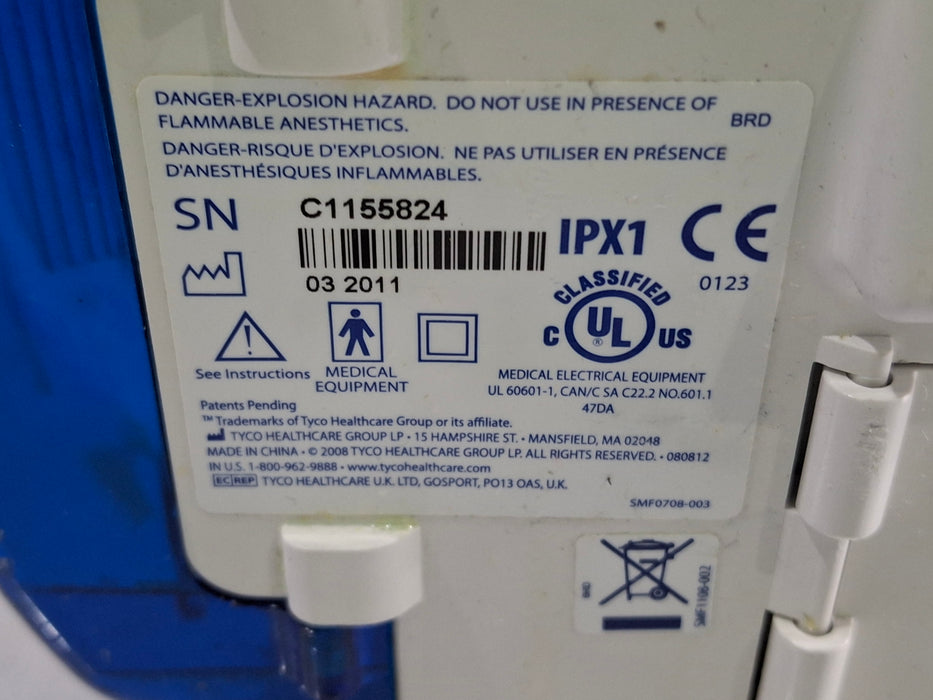 DANGER-EXPLOSION HAZARD. DO NOT USE IN PRESENCE OF
FLAMMABLE ANESTHETICS.
BRD
DANGER-RISQUE D'EXPLOSION. NE PAS UTILISER EN PRÉSENCE
D'ANESTHÉSIQUES INFLAMMABLES.
SN C1155824
IPX1 CE
0123
03 2011
CLASSIFIED
C UL® US
See Instructions
MEDICAL
EQUIPMENT
MEDICAL ELECTRICAL EQUIPMENT
UL 60601-1, CAN/C SA C22.2 NO.601.1
47DA
Patents Pending
™ Trademarks of Tyco Healthcare Group or its affiliate.
TYCO HEALTHCARE GROUP LP • 15 HAMPSHIRE ST. • MANSFIELD, MA 02048
MADE IN CHINA • © 2008 TYCO HEALTHCARE GROUP LP. ALL RIGHTS RESERVED. • 080812
IN U.S. 1-800-962-9888 • www.tycohealthcare.com
EC REP TYCO HEALTHCARE U.K. LTD, GOSPORT, PO13 OAS, U.K.
SMF0708-003
BRD
SMF1108-002